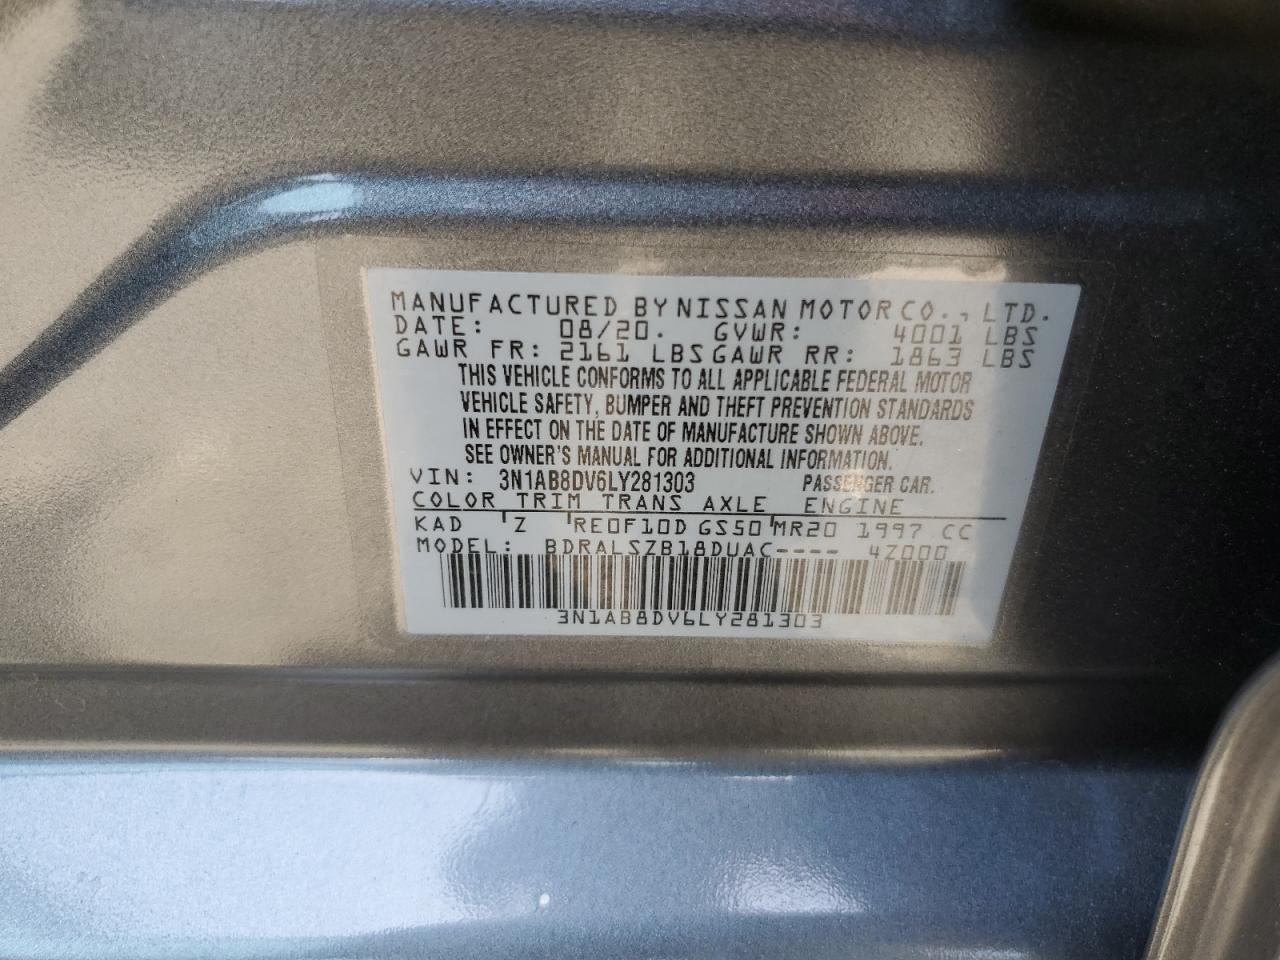 MANUFACTURED BY NISSAN MOTOR CO., LTD.
DATE: 08/20. GVWR: 4001 LBS
GAWR FR: 2161 LBS GAWR RR: 1863 LBS
THIS VEHICLE CONFORMS TO ALL APPLICABLE FEDERAL MOTOR
VEHICLE SAFETY, BUMPER AND THEFT PREVENTION STANDARDS
IN EFFECT ON THE DATE OF MANUFACTURE SHOWN ABOVE.
SEE OWNER'S MANUAL FOR ADDITIONAL INFORMATION.
VIN: 3N1AB8DV6LY281303 PASSENGER CAR.
COLOR TRIM TRANS AXLE ENGINE
KAD Z RE0F10D GS50 MR20 1997 CC
MODEL: BDRALSZB18DUAC---- 4Z000
3N1AB8DV6LY281303